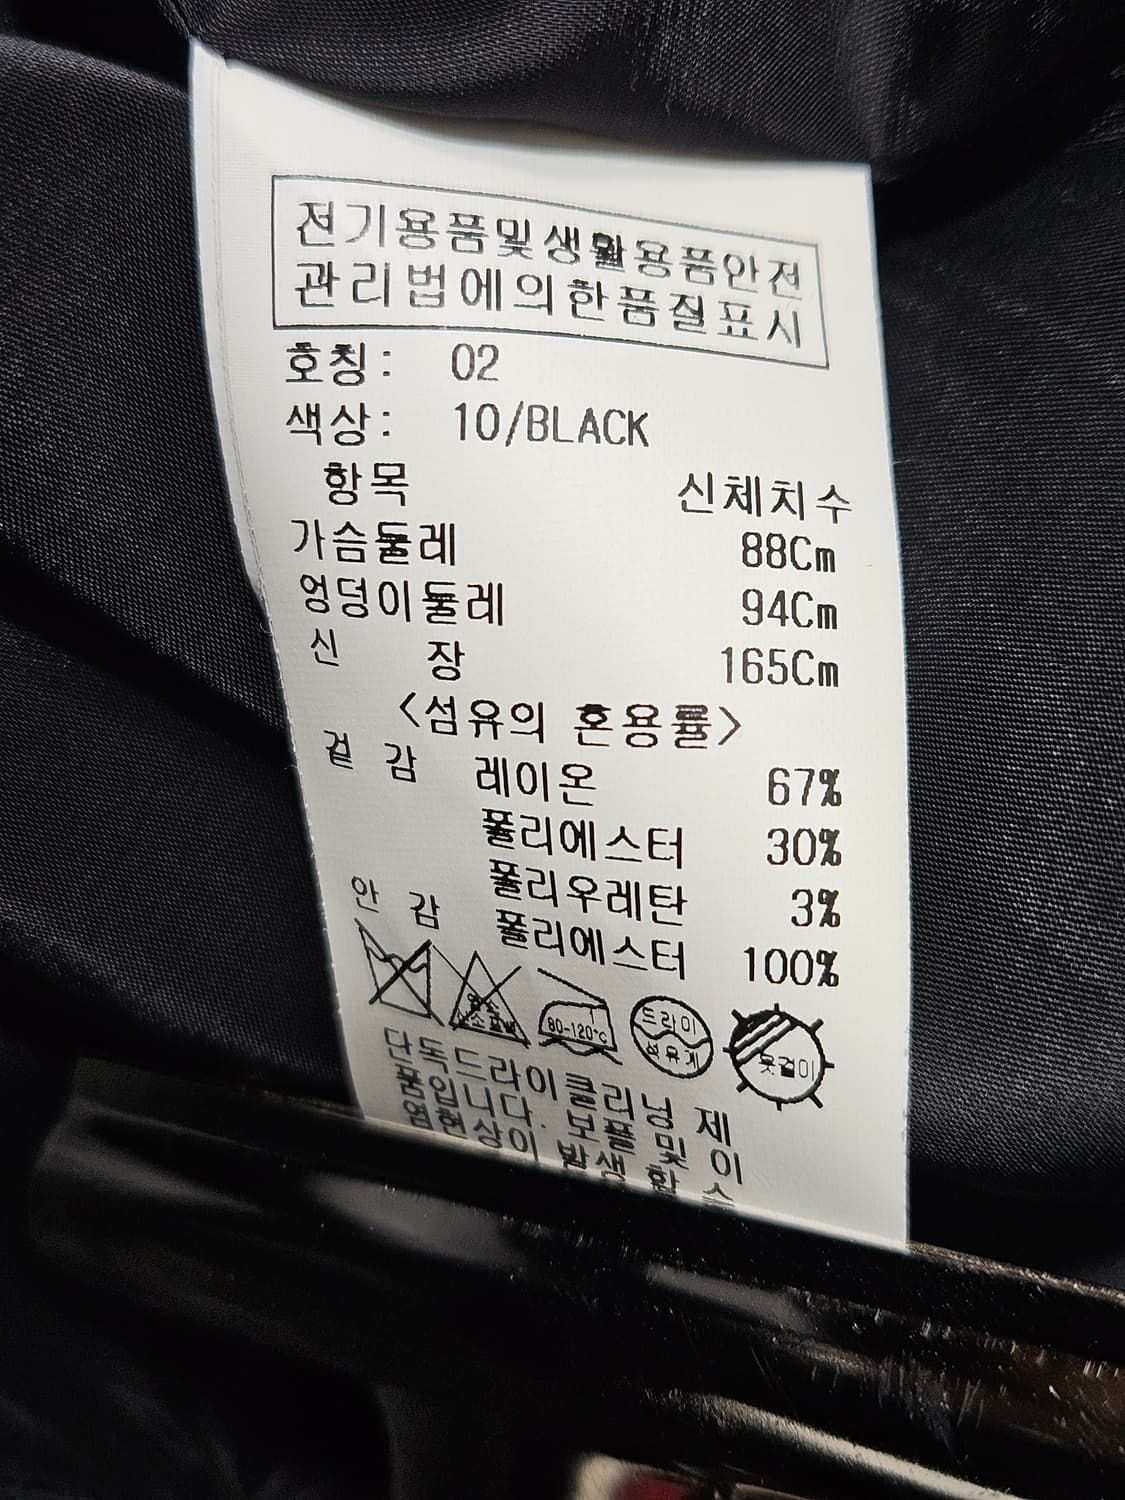 전기용품및생활용품안전
관리법에의한품질표시
호칭: 02
색상: 10/BLACK
항목 신체치수
가슴둘레 88Cm
엉덩이둘레 94Cm
신 장 165Cm
<섬유의 혼용률>
겉 감 레이온 67%
폴리에스터 30%
폴리우레탄 3%
안 감 폴리에스터 100%
80-120°C
드라이
석유계
옷걸이
단독드라이클리닝 제
품입니다. 보풀 및 이
염현상이 발생 할 수